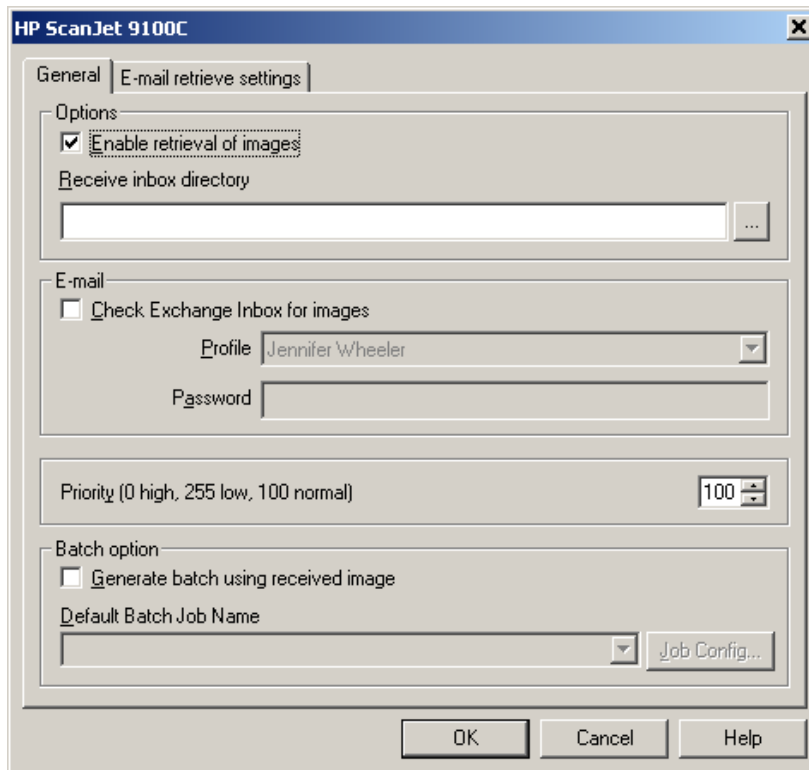 HP ScanJet 9100C
General
E-mail retrieve settings
Options
Enable retrieval of images
Receive inbox directory
...
E-mail
Check Exchange Inbox for images
Profile
Jennifer Wheeler
Password
Priority (0 high, 255 low, 100 normal)
100
Batch option
Generate batch using received image
Default Batch Job Name
Job Config...
OK
Cancel
Help